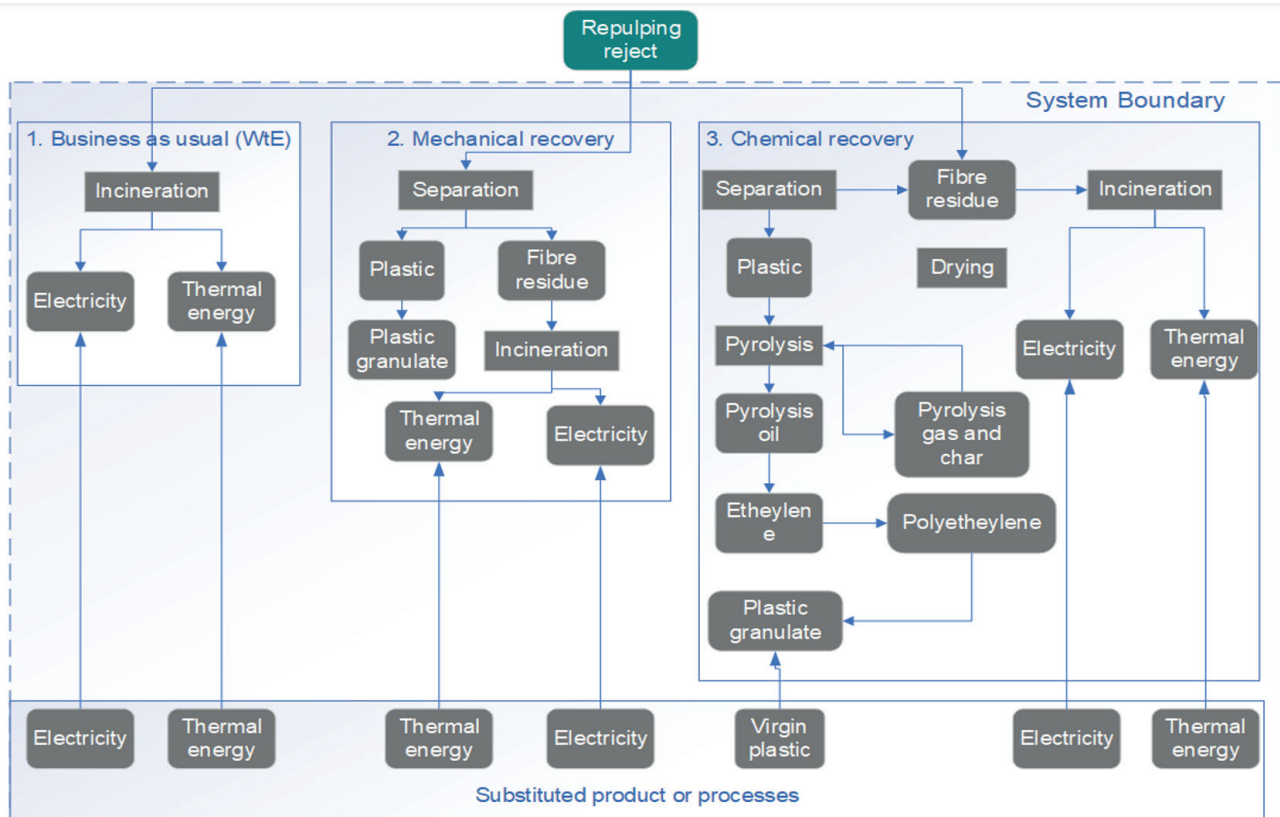 Repulping
reject
System Boundary
1. Business as usual (WtE)
Incineration
Electricity
Thermal
energy
2. Mechanical recovery
Separation
Plastic
Fibre
residue
Plastic
granulate
Incineration
Thermal
energy
Electricity
3. Chemical recovery
Separation
Fibre
residue
Incineration
Plastic
Drying
Pyrolysis
Electricity
Thermal
energy
Pyrolysis
oil
Pyrolysis
gas and
char
Etheylen
e
Polyetheylene
Plastic
granulate
Electricity
Thermal
energy
Thermal
energy
Electricity
Virgin
plastic
Electricity
Thermal
energy
Substituted product or processes